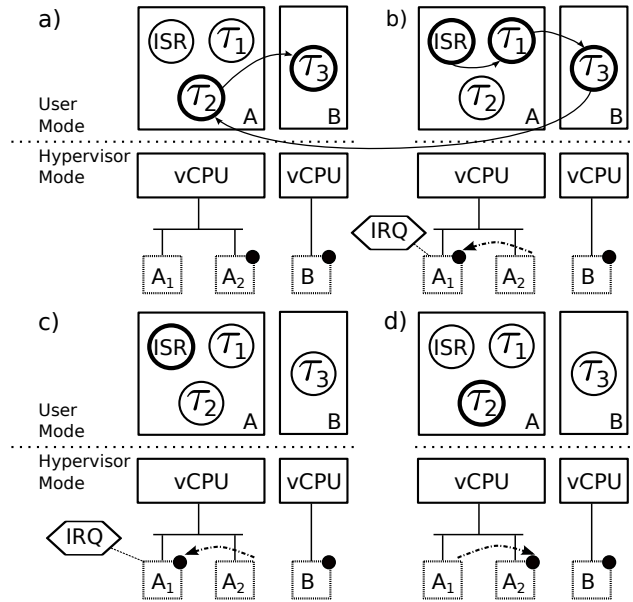 a)
ISR
τ1
τ2
A
τ3
B
User
Mode
Hypervisor
Mode
vCPU
vCPU
A1
A2
B
b)
ISR
τ1
τ2
A
τ3
B
vCPU
vCPU
IRQ
A1
A2
B
c)
ISR
τ1
τ2
A
τ3
B
User
Mode
Hypervisor
Mode
vCPU
vCPU
IRQ
A1
A2
B
d)
ISR
τ1
τ2
A
τ3
B
vCPU
vCPU
A1
A2
B